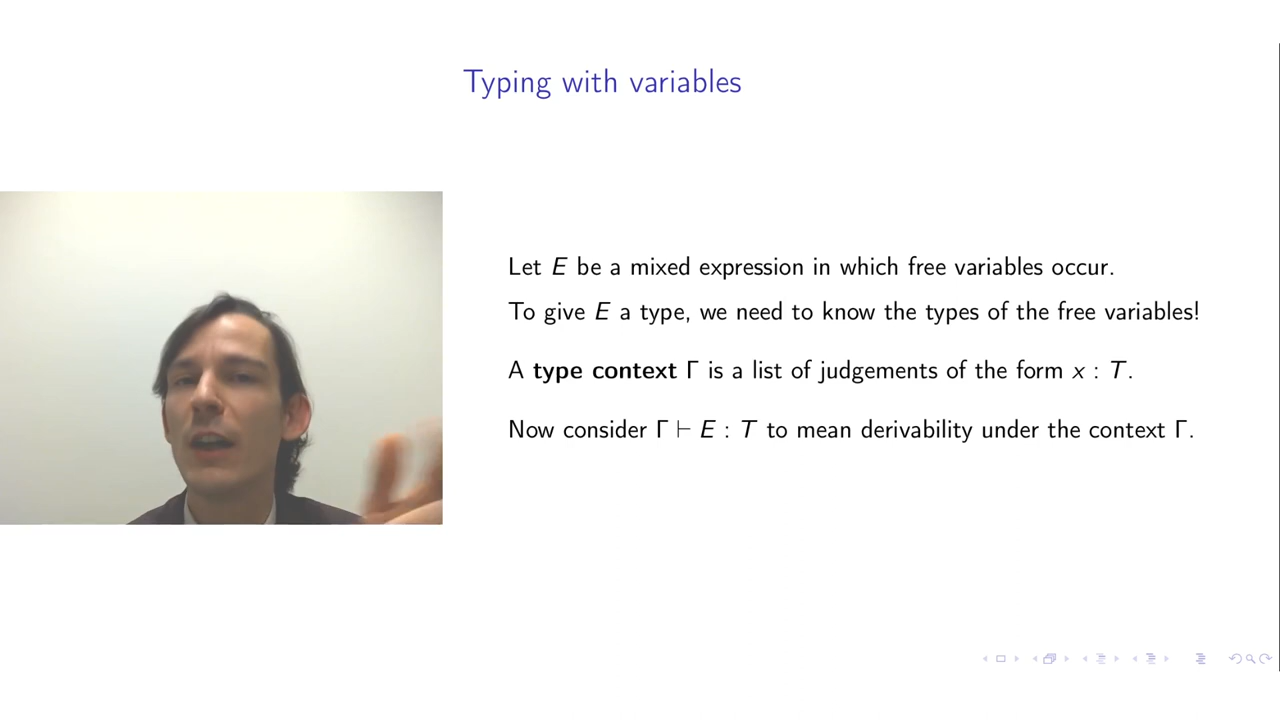 Typing with variables
Let E be a mixed expression in which free variables occur.
To give E a type, we need to know the types of the free variables!
A type context Γ is a list of judgements of the form x : T.
Now consider Γ ⊢ E : T to mean derivability under the context Γ.